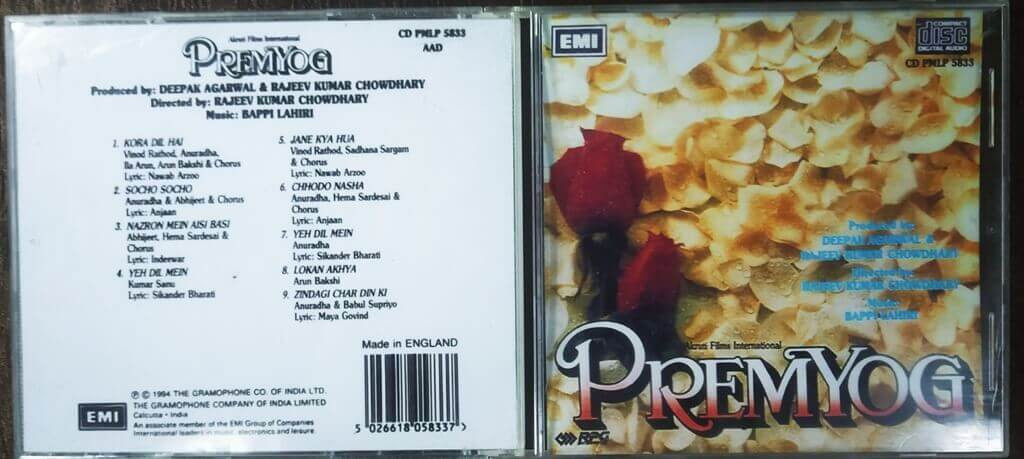 Akruti Films International
PREMYOG
CD PMLP 5833
AAD
Produced by: DEEPAK AGARWAL & RAJEEV KUMAR CHOWDHARY
Directed by: RAJEEV KUMAR CHOWDHARY
Music: BAPPI LAHIRI
1. KORA DIL HAI
Vinod Rathod, Anuradha,
Ila Arun, Arun Bakshi & Chorus
Lyric: Nawab Arzoo
2. SOCHO SOCHO
Anuradha & Abhijeet & Chorus
Lyric: Anjaan
3. NAZRON MEIN AISI BASI
Abhijeet, Hema Sardesai &
Chorus
Lyric: Indeewar
4. YEH DIL MEIN
Kumar Sanu
Lyric: Sikander Bharati
5. JANE KYA HUA
Vinod Rathod, Sadhana Sargam
& Chorus
Lyric: Nawab Arzoo
6. CHHODO NASHA
Anuradha, Hema Sardesai &
Chorus
Lyric: Anjaan
7. YEH DIL MEIN
Anuradha
Lyric: Sikander Bharati
8. LOKAN AKHYA
Arun Bakshi
9. ZINDAGI CHAR DIN KI
Anuradha & Babul Supriyo
Lyric: Maya Govind
Made in ENGLAND
EMI
℗ © 1994 THE GRAMOPHONE CO. OF INDIA LTD.
THE GRAMOPHONE COMPANY OF INDIA LIMITED
Calcutta • India
An associate member of the EMI Group of Companies
International leaders in music, electronics and leisure.
5 026618 058337
EMI
COMPACT
disc
DIGITAL AUDIO
CD PMLP 5833
Produced by:
DEEPAK AGARWAL &
RAJEEV KUMAR CHOWDHARY
Directed by:
RAJEEV KUMAR CHOWDHARY
Music:
BAPPI LAHIRI
Akruti Films International
PREMYOG
RPG